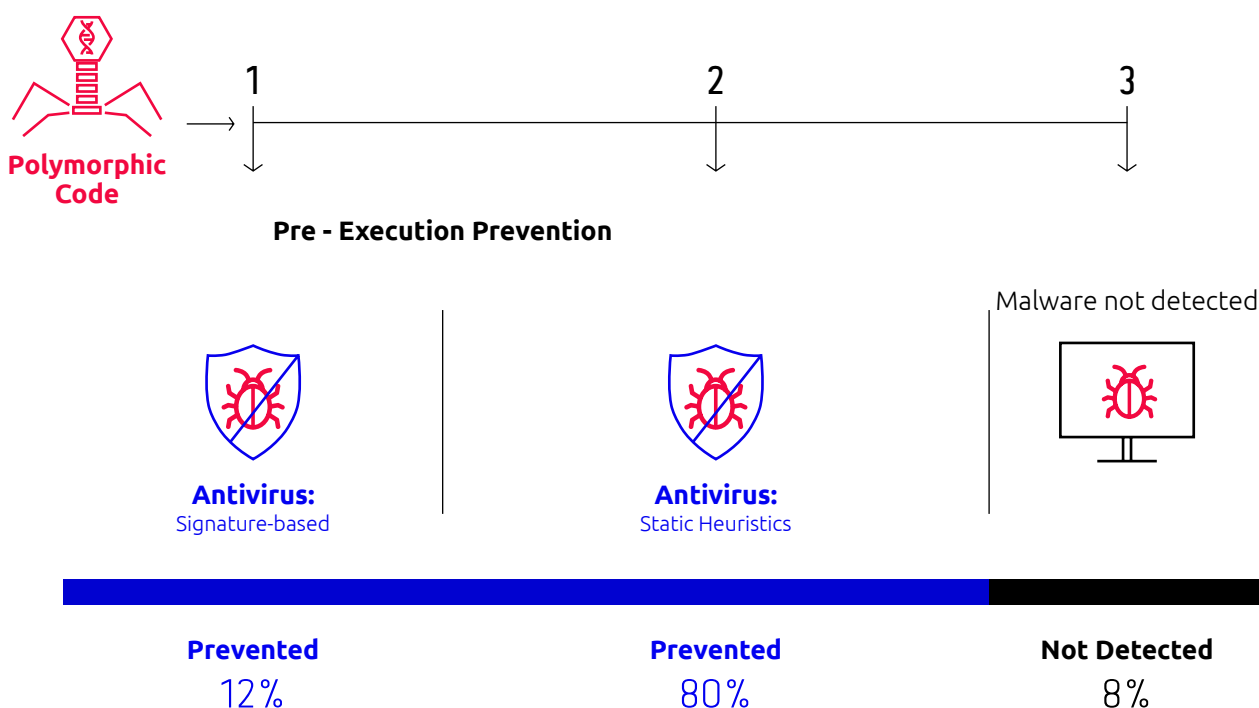 Polymorphic
Code
1
2
3
Pre - Execution Prevention
Malware not detected
Antivirus:
Signature-based
Antivirus:
Static Heuristics
Prevented
12%
Prevented
80%
Not Detected
8%